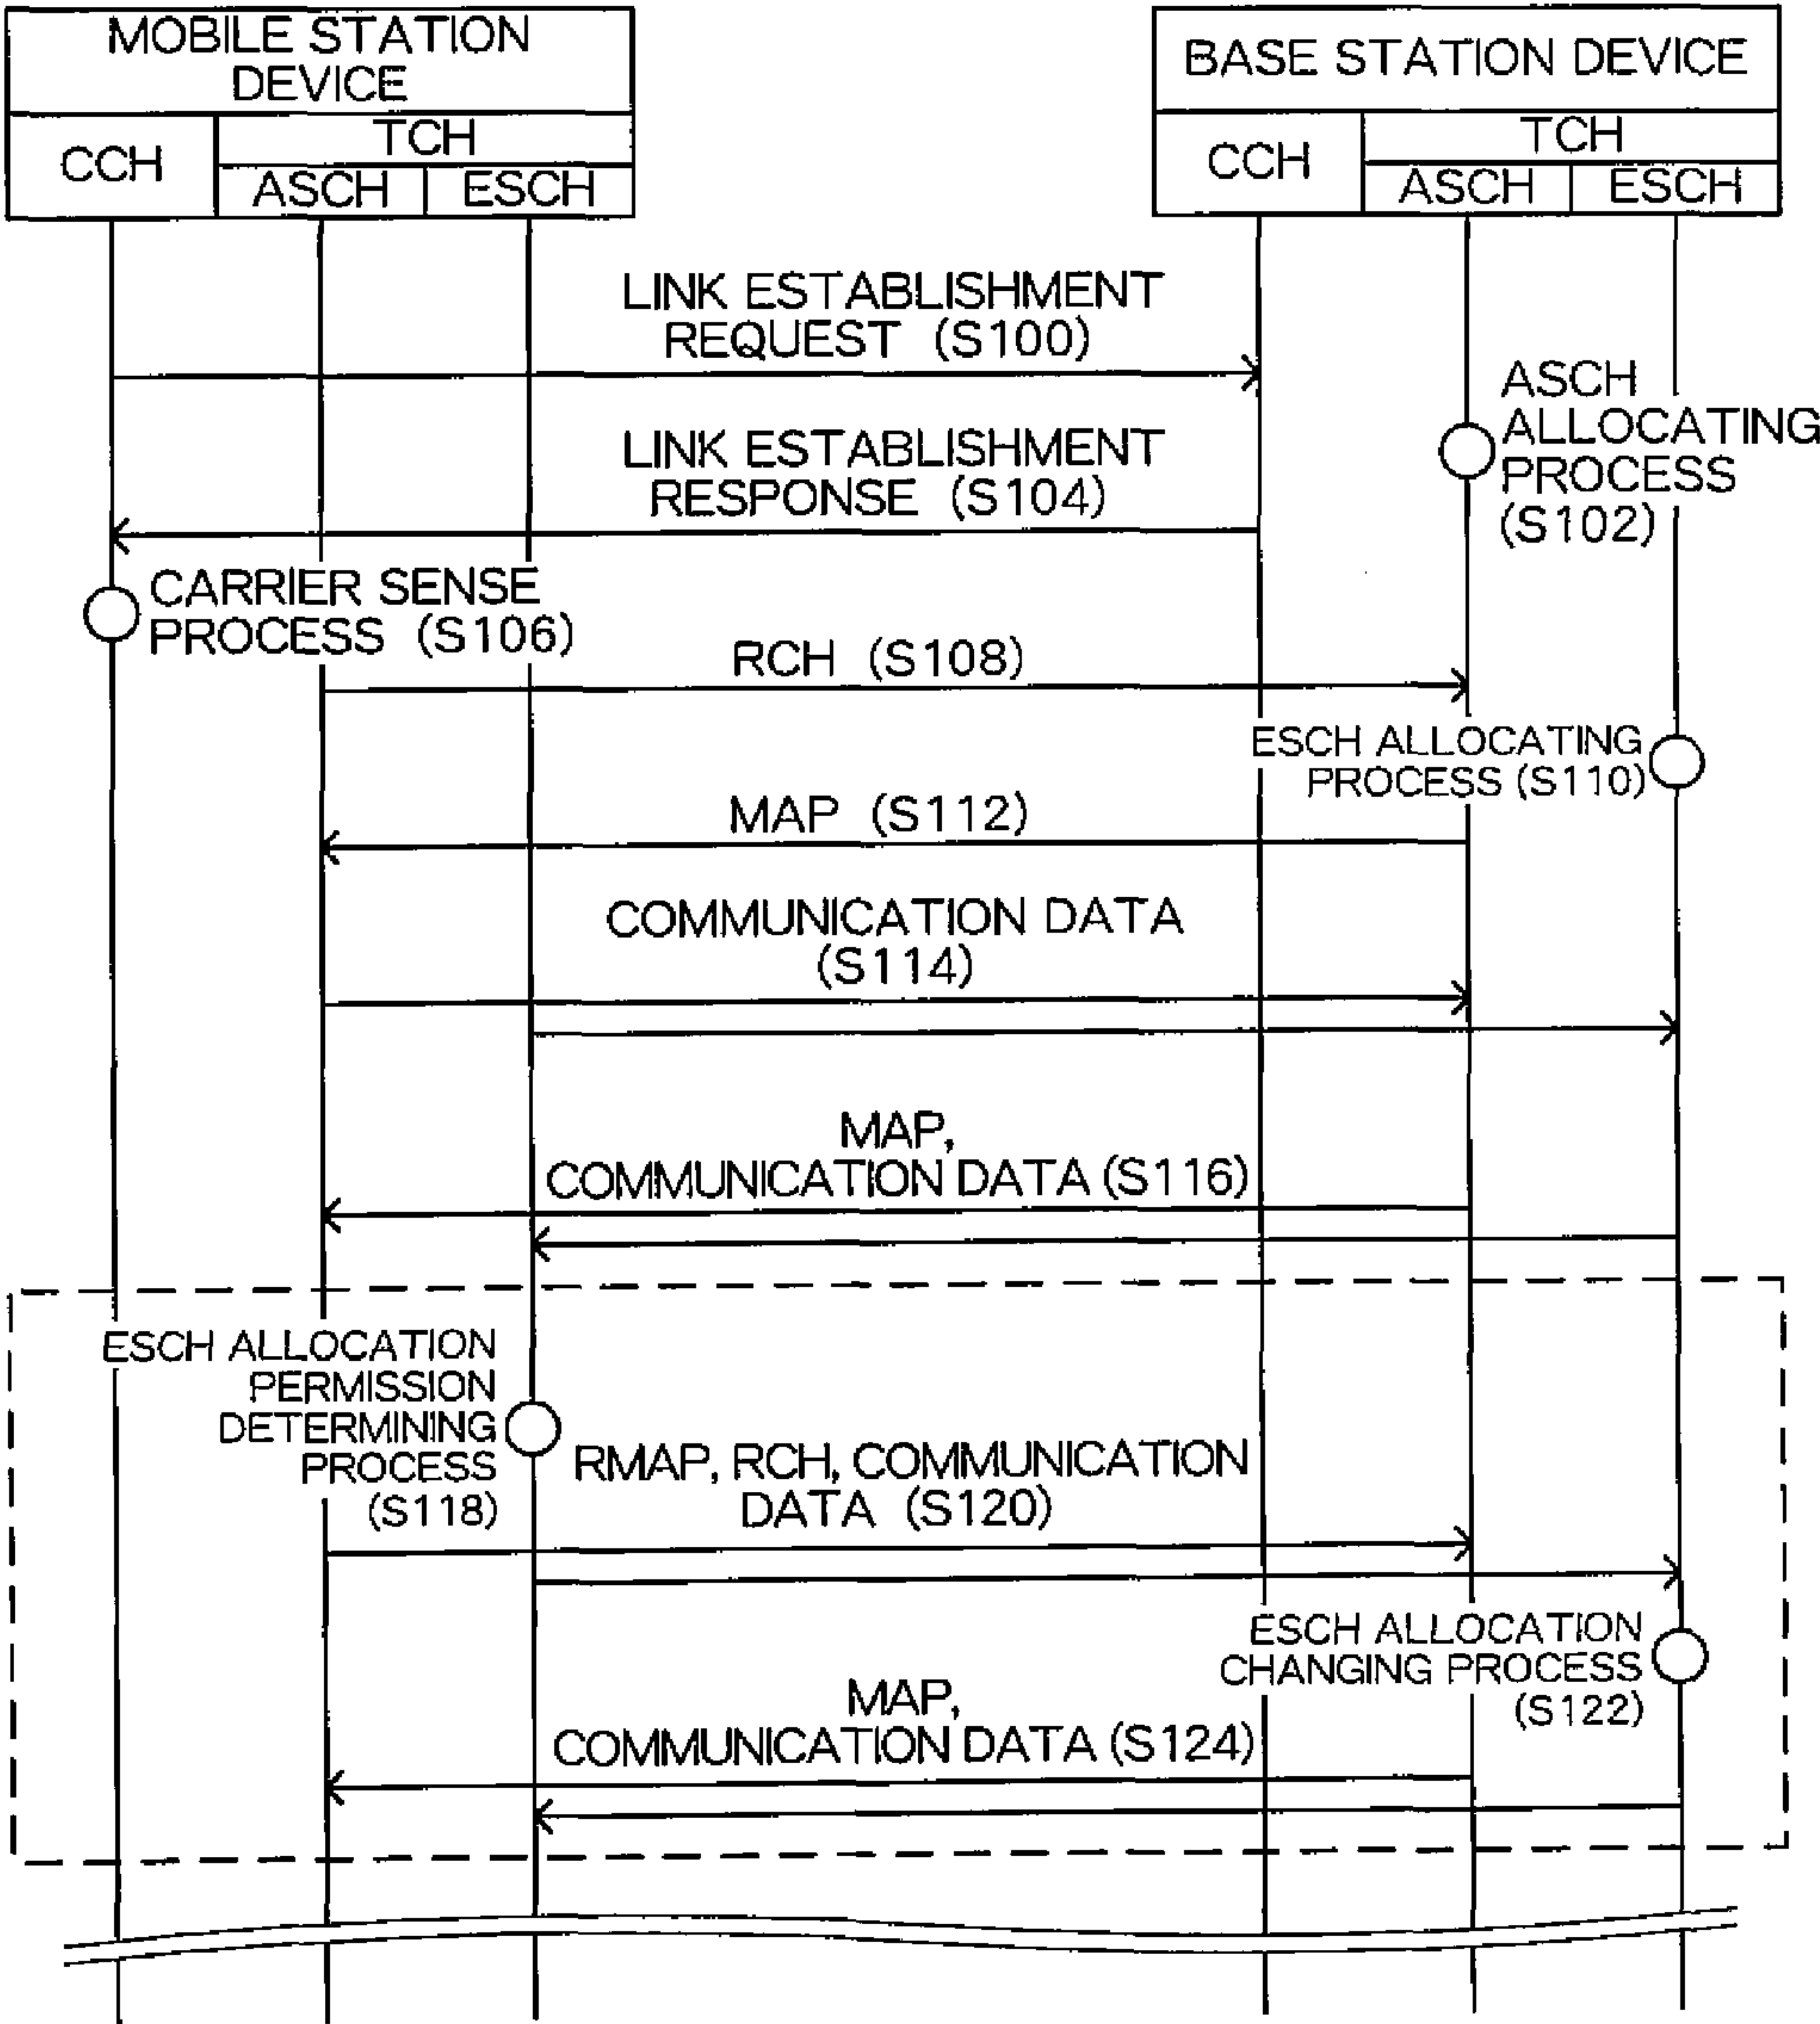 MOBILE STATION
DEVICE
CCH
TCH
ASCH
ESCH
BASE STATION DEVICE
CCH
TCH
ASCH
ESCH
LINK ESTABLISHMENT
REQUEST (S100)
ASCH
ALLOCATING
PROCESS
(S102)
LINK ESTABLISHMENT
RESPONSE (S104)
CARRIER SENSE
PROCESS (S106)
RCH (S108)
ESCH ALLOCATING
PROCESS (S110)
MAP (S112)
COMMUNICATION DATA
(S114)
MAP,
COMMUNICATION DATA (S116)
ESCH ALLOCATION
PERMISSION
DETERMINING
PROCESS
(S118)
RMAP, RCH, COMMUNICATION
DATA (S120)
ESCH ALLOCATION
CHANGING PROCESS
(S122)
MAP,
COMMUNICATION DATA (S124)